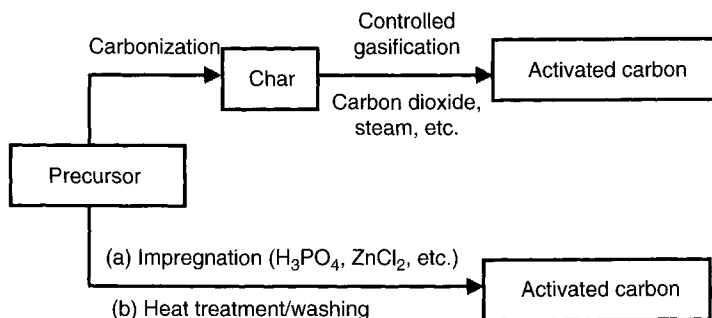 Carbonization
Char
Controlled
gasification
Carbon dioxide,
steam, etc.
Activated carbon
Precursor
(a) Impregnation (H₃PO₄, ZnCl₂, etc.)
(b) Heat treatment/washing
Activated carbon